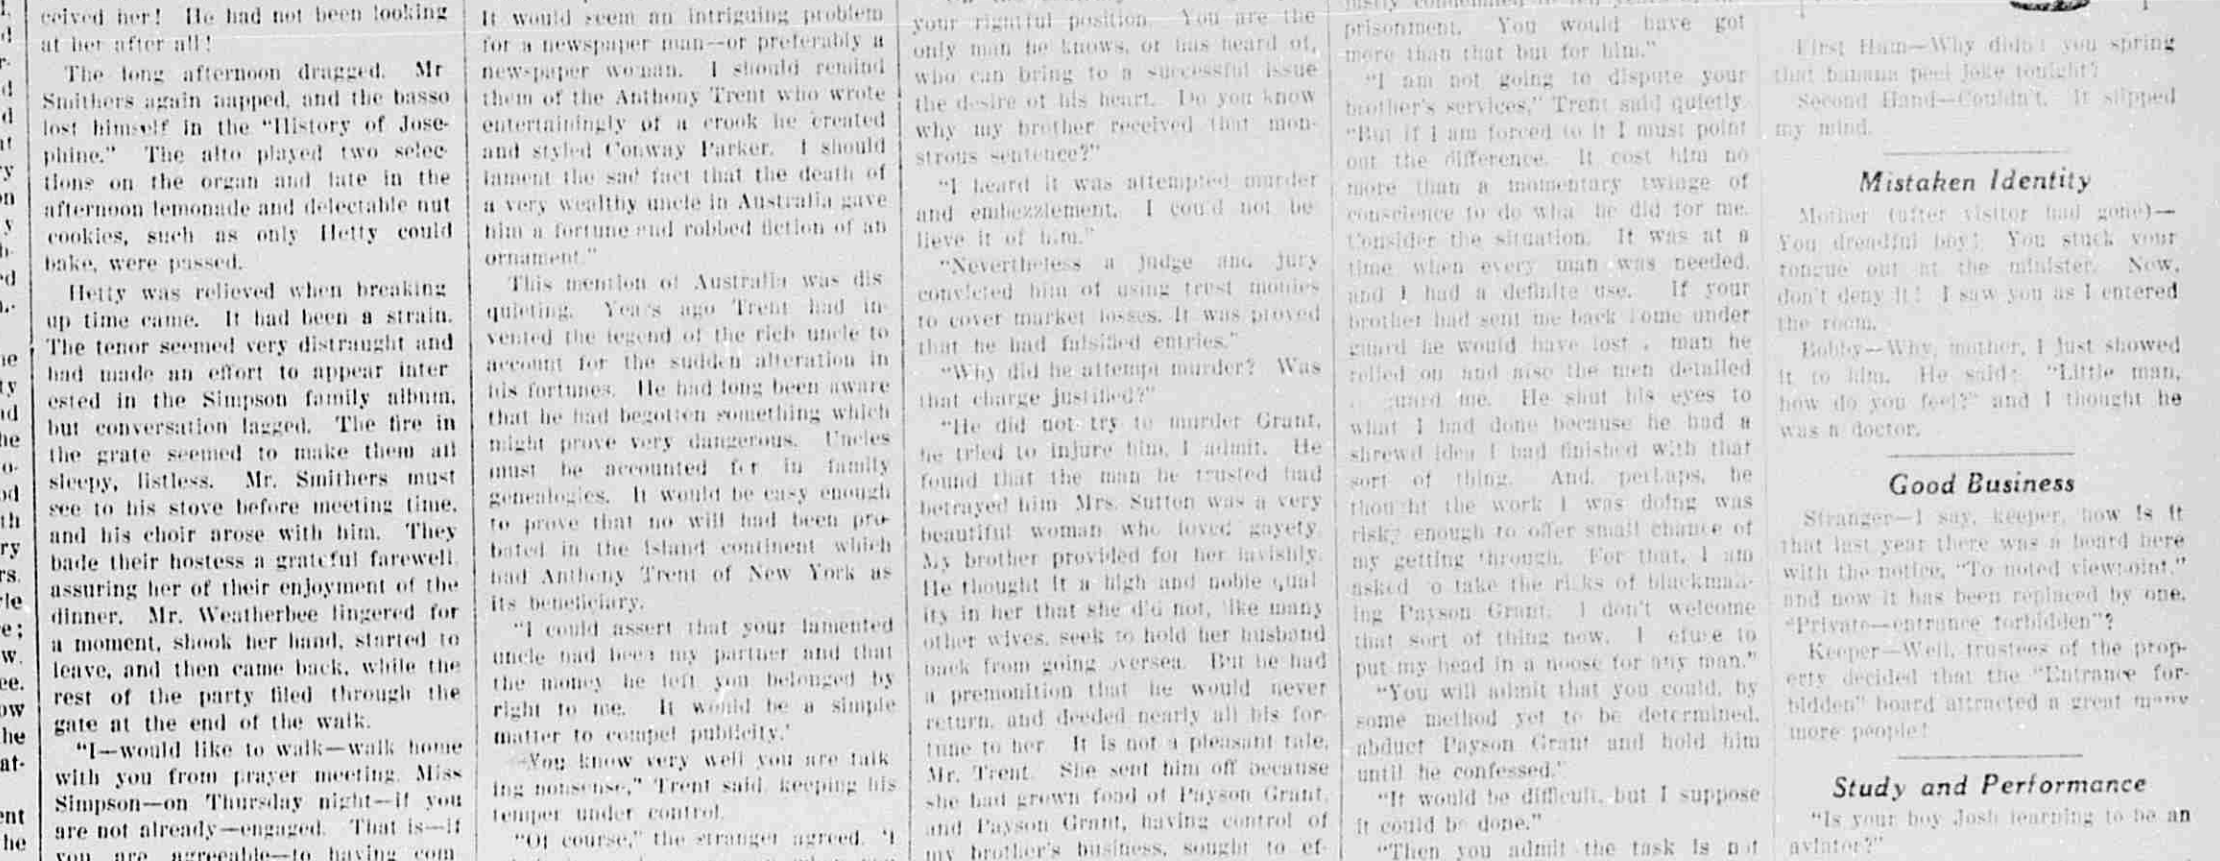 ceived her! He had not been looking
at her after all!
The long afternoon dragged. Mr
Smithers again napped, and the basso
lost himself in the "History of Jose-
phine." The alto played two selec-
tions on the organ and late in the
afternoon lemonade and delectable nut
cookies, such as only Hetty could
bake, were passed.
Hetty was relieved when breaking
up time came. It had been a strain.
The tenor seemed very distraught and
had made an effort to appear inter
ested in the Simpson family album,
but conversation lagged. The fire in
the grate seemed to make them all
sleepy, listless. Mr. Smithers must
see to his stove before meeting time,
and his choir arose with him. They
bade their hostess a grateful farewell,
assuring her of their enjoyment of the
dinner. Mr. Weatherbee lingered for
a moment, shook her hand, started to
leave, and then came back, while the
rest of the party filed through the
gate at the end of the walk.
"I—would like to walk—walk home
with you from prayer meeting, Miss
Simpson—on Thursday night—if you
are not already—engaged. That is—if
you are agreeable—to having com-
It would seem an intriguing problem
for a newspaper man—or preferably a
newspaper woman. I should remind
them of the Anthony Trent who wrote
entertainingly of a crook he created
and styled Conway Parker. I should
lament the sad fact that the death of
a very wealthy uncle in Australia gave
him a fortune and robbed fiction of an
ornament."
This mention of Australia was dis
quieting. Years ago Trent had in-
vented the legend of the rich uncle to
account for the sudden alteration in
his fortunes. He had long been aware
that he had begotten something which
might prove very dangerous. Uncles
must be accounted for in family
genealogies. It would be easy enough
to prove that no will had been pro-
bated in the island continent which
had Anthony Trent of New York as
its beneficiary.
"I could assert that your lamented
uncle had been my partner and that
the money he left you belonged by
right to me. It would be a simple
matter to compel publicity."
"You know very well you are talk
ing nonsense," Trent said, keeping his
temper under control.
"Of course," the stranger agreed. "I
your rightful position. You are the
only man he knows, or has heard of,
who can bring to a successful issue
the desire of his heart. Do you know
why my brother received that mon-
strous sentence?"
"I heard it was attempted murder
and embezzlement. I could not be
lieve it of him."
"Nevertheless a judge and jury
convicted him of using trust monies
to cover market losses. It was proved
that he had falsified entries."
"Why did he attempt murder? Was
that charge justified?"
"He did not try to murder Grant,
he tried to injure him, I admit. He
found that the man he trusted had
betrayed him. Mrs. Sutton was a very
beautiful woman who loved gayety.
My brother provided for her lavishly.
He thought it a high and noble qual
ity in her that she did not, like many
other wives, seek to hold her husband
back from going oversea. But he had
a premonition that he would never
return, and deeded nearly all his for-
tune to her. It is not a pleasant tale,
Mr. Trent. She sent him off because
she had grown fond of Payson Grant,
and Payson Grant, having control of
my brother's business, sought to ef-
prisonment. You would have got
more than that but for him."
"I am not going to dispute your
brother's services," Trent said quietly.
"But if I am forced to it I must point
out the difference. It cost him no
more than a momentary twinge of
conscience to do what he did for me.
Consider the situation. It was at a
time when every man was needed,
and I had a definite use. If your
brother had sent me back home under
guard he would have lost a man he
relied on and also the men detailed
guard me. He shut his eyes to
what I had done because he had a
shrewd idea I had finished with that
sort of thing. And, perhaps, he
thought the work I was doing was
risky enough to offer small chance of
my getting through. For that, I am
asked to take the risks of blackmail-
ing Payson Grant. I don't welcome
that sort of thing now. I refuse to
put my head in a noose for any man."
"You will admit that you could, by
some method yet to be determined,
abduct Payson Grant and hold him
until he confessed."
"It would be difficult, but I suppose
it could be done."
"Then you admit the task is not
First Ham—Why didn't you spring
that banana peel joke tonight?
Second Hand—Couldn't. It slipped
my mind.
Mistaken Identity
Mother (after visitor had gone)—
You dreadful boy! You stuck your
tongue out at the minister. Now,
don't deny it! I saw you as I entered
the room.
Bobby—Why, mother, I just showed
it to him. He said: "Little man,
how do you feel?" and I thought he
was a doctor.
Good Business
Stranger—I say, keeper, how is it
that last year there was a board here
with the notice, "To noted viewpoint,"
and now it has been replaced by one,
"Private—entrance forbidden"?
Keeper—Well, trustees of the prop-
erty decided that the "Entrance for-
bidden" board attracted a great many
more people!
Study and Performance
"Is your boy Josh learning to be an
aviator?"